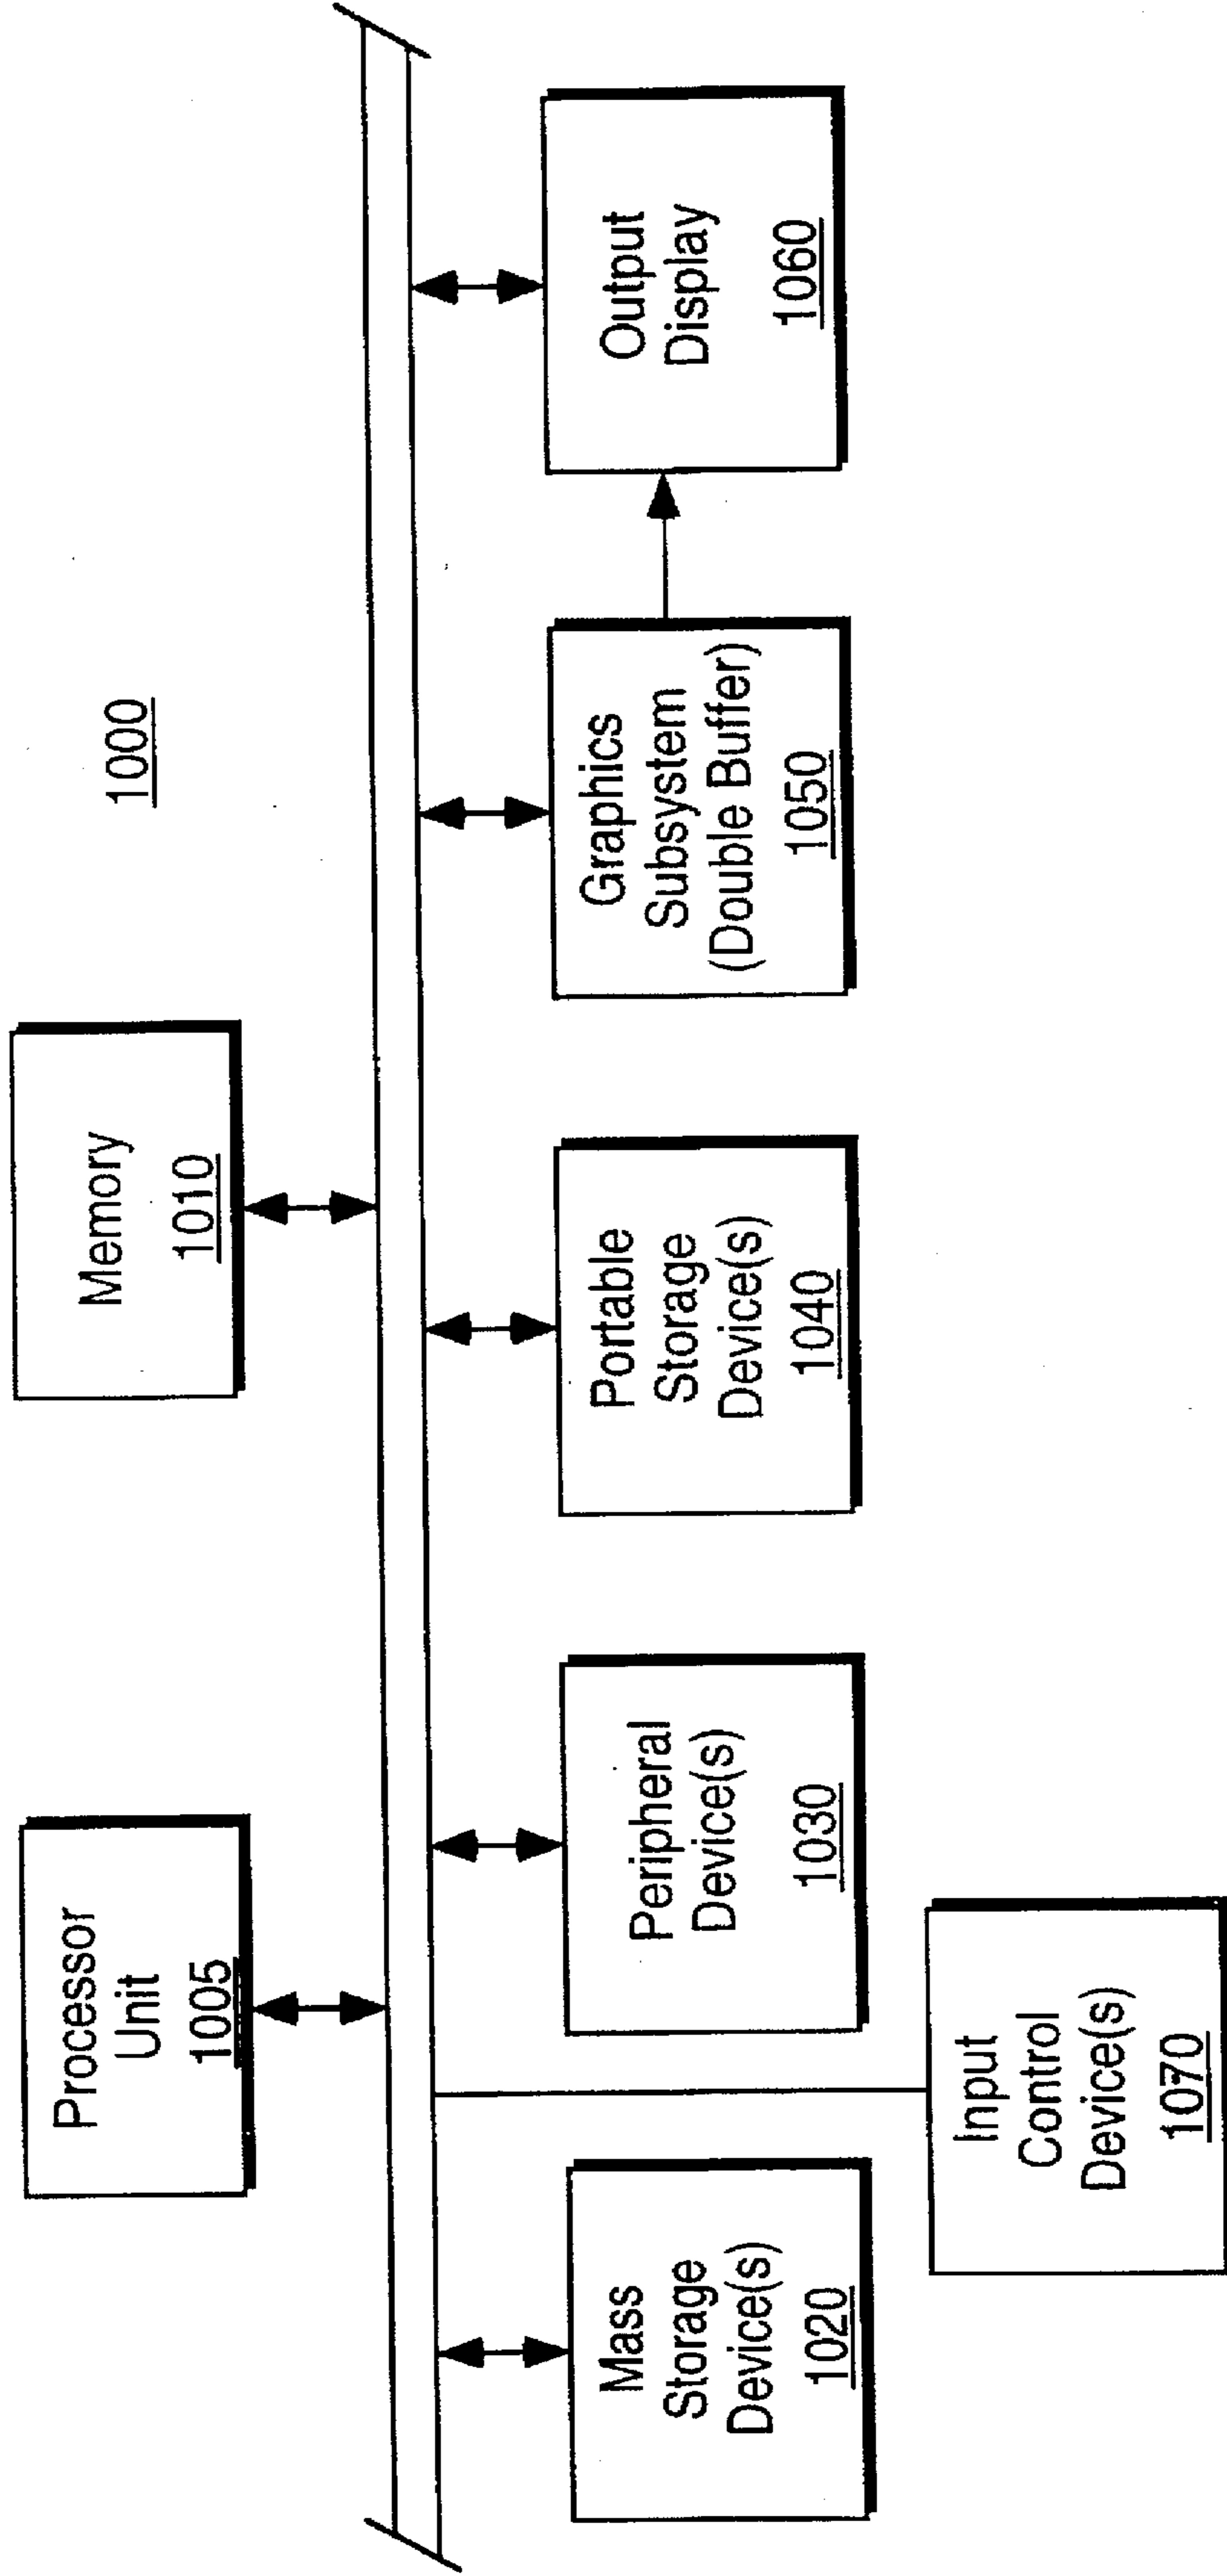 1000
Processor
Unit
1005
Memory
1010
Mass
Storage
Device(s)
1020
Peripheral
Device(s)
1030
Portable
Storage
Device(s)
1040
Graphics
Subsystem
(Double Buffer)
1050
Output
Display
1060
Input
Control
Device(s)
1070